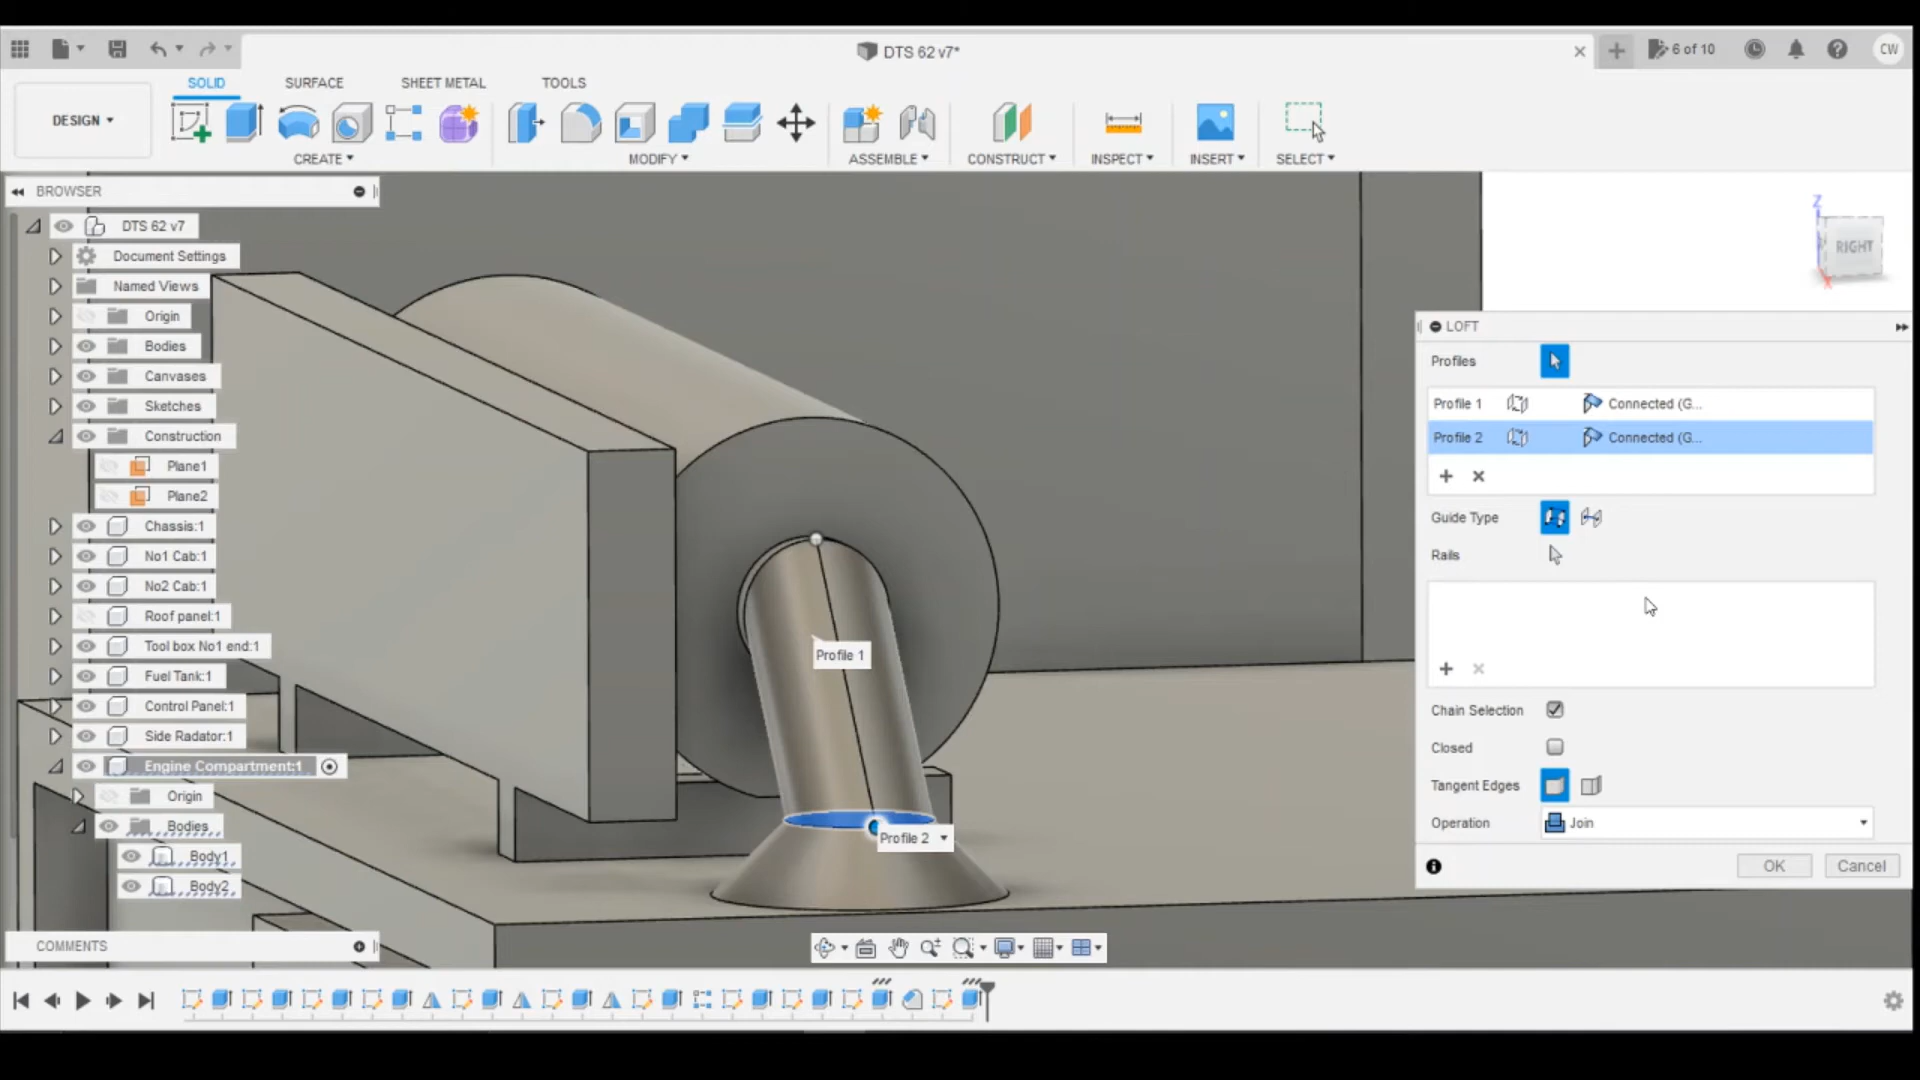 DTS 62 v7*
6 of 10
CW
SOLID
SURFACE
SHEET METAL
TOOLS
DESIGN
CREATE
MODIFY
ASSEMBLE
CONSTRUCT
INSPECT
INSERT
SELECT
BROWSER
DTS 62 v7
Document Settings
Named Views
Origin
Bodies
Canvases
Sketches
Construction
Plane1
Plane2
Chassis:1
No1 Cab:1
No2 Cab:1
Roof panel:1
Tool box No1 end:1
Fuel Tank:1
Control Panel:1
Side Radator:1
Engine Compartment:1
Origin
Bodies
Body1
Body2
COMMENTS
Z
RIGHT
X
Profile 1
Profile 2
LOFT
Profiles
Profile 1 Connected (G...
Profile 2 Connected (G...
Guide Type
Rails
Chain Selection
Closed
Tangent Edges
Operation Join
OK Cancel